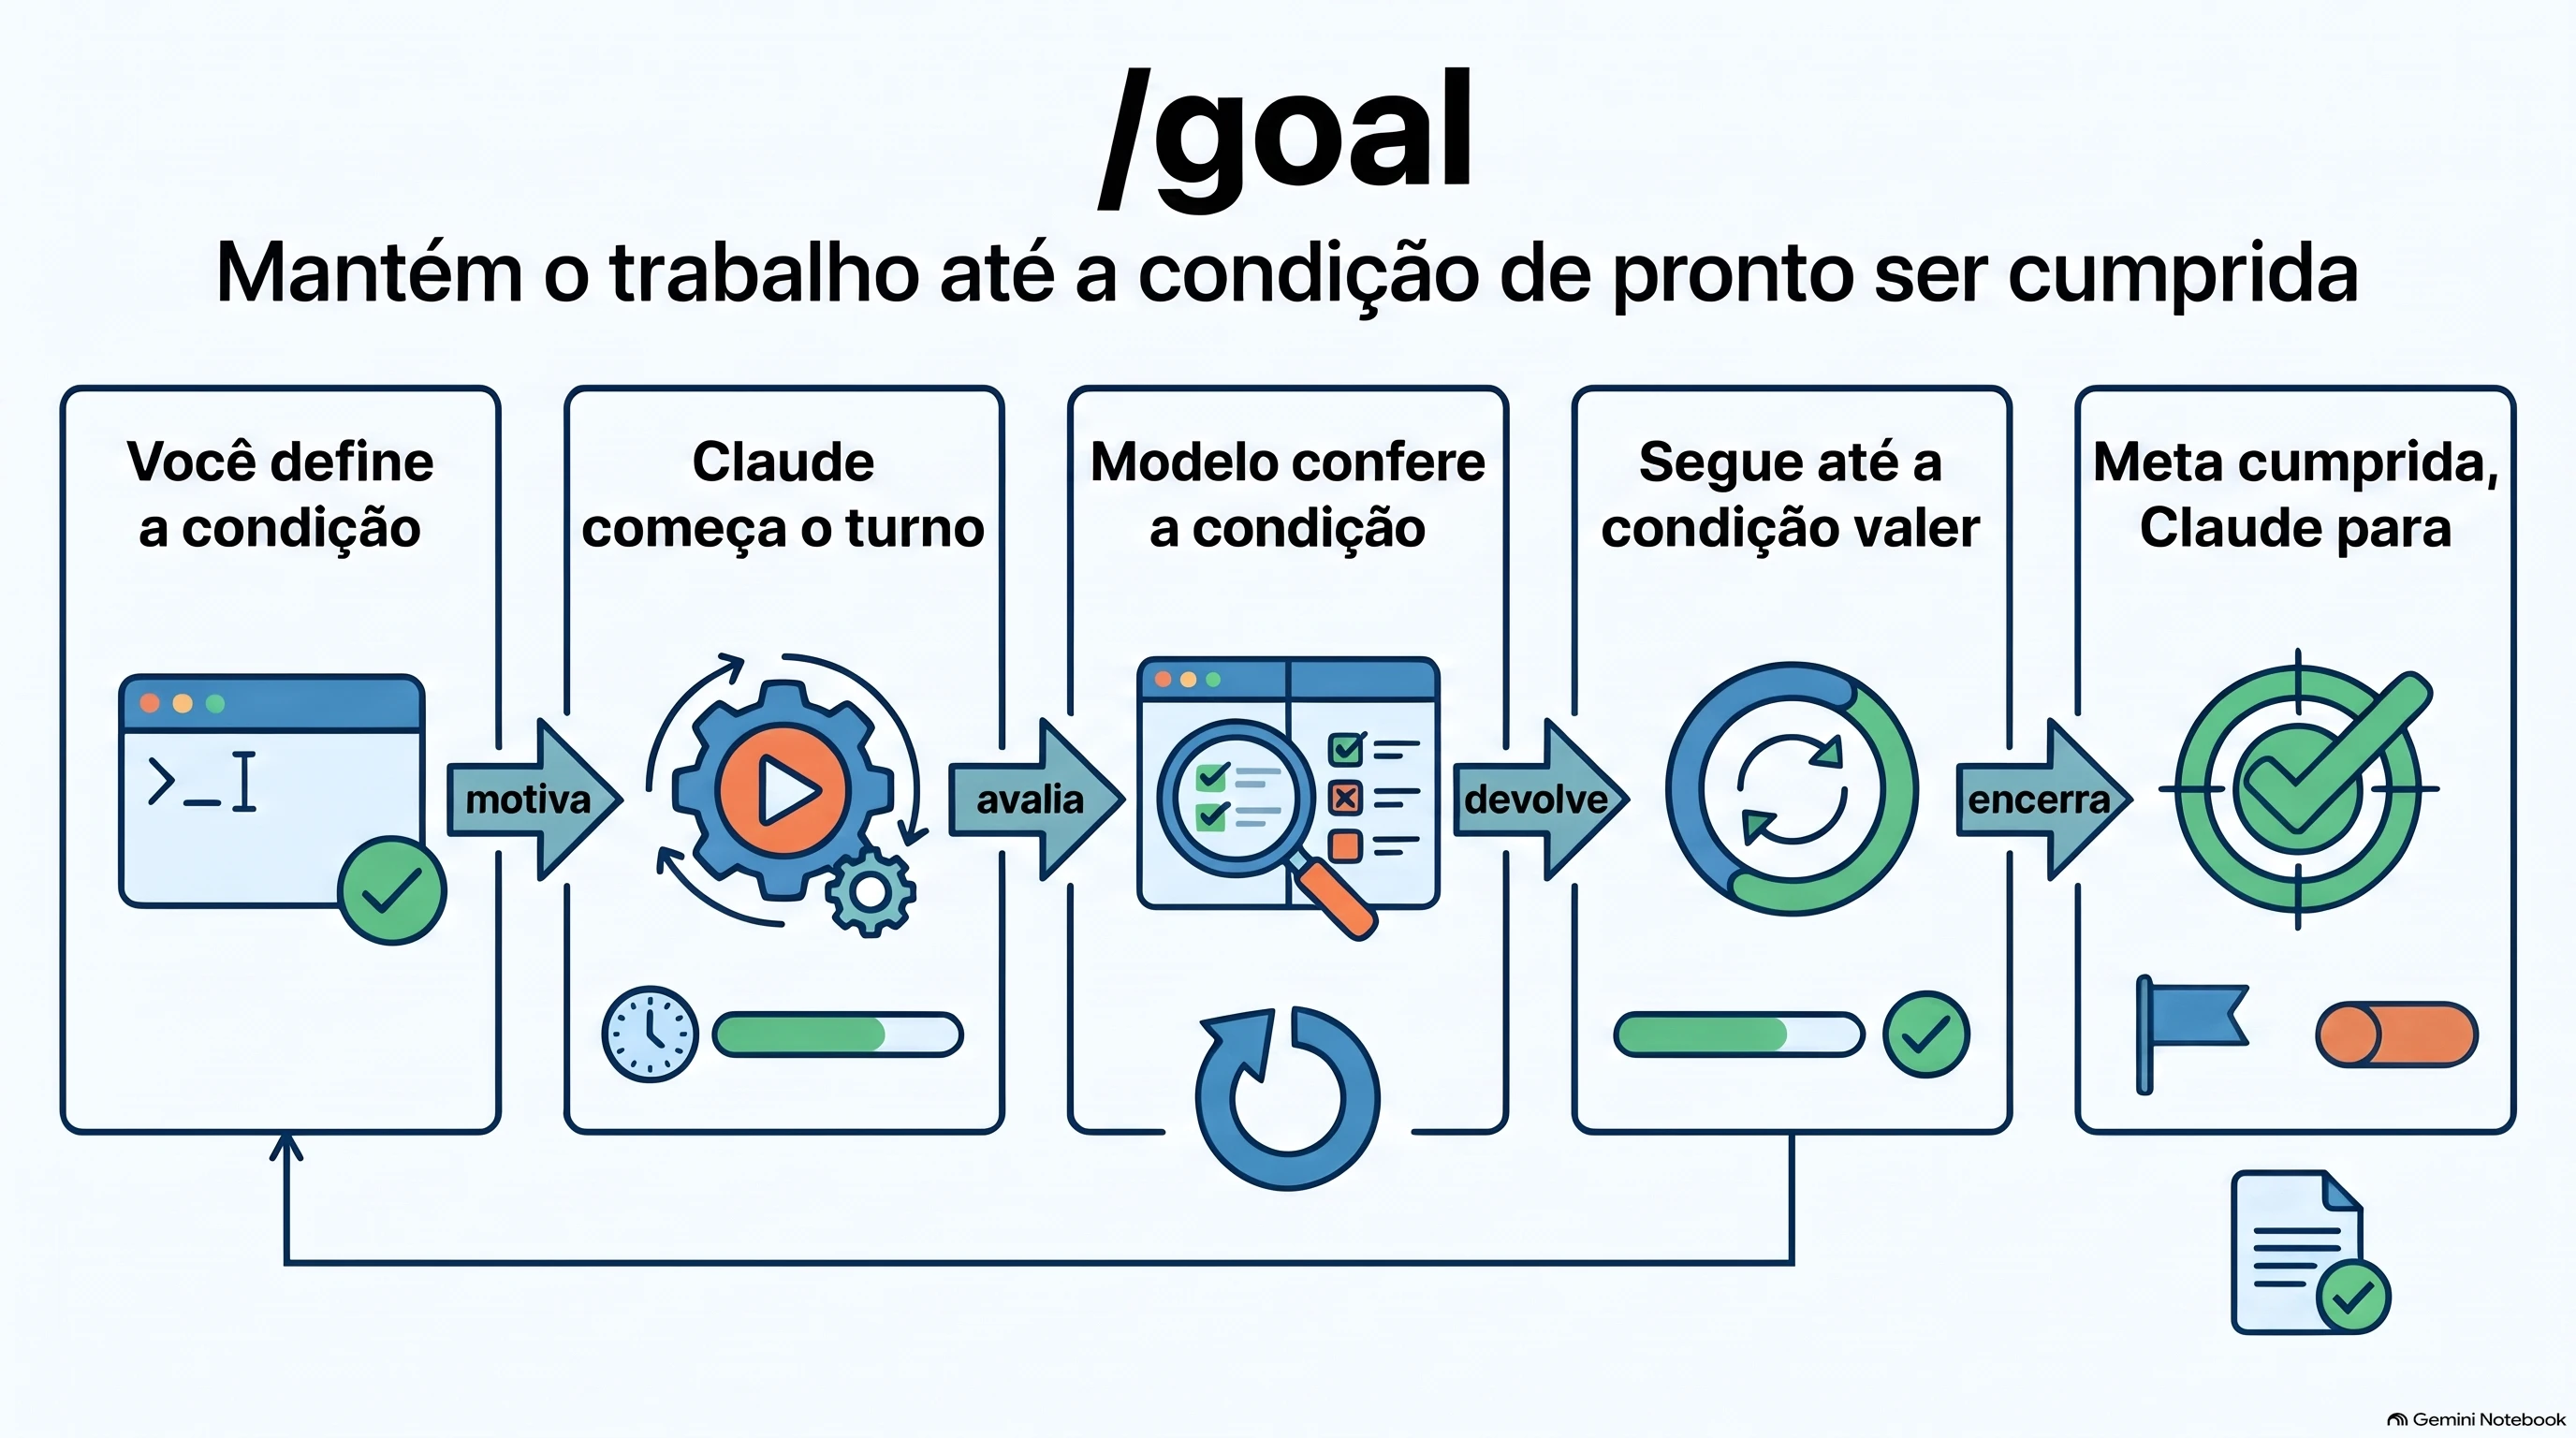 /goal
Mantém o trabalho até a condição de pronto ser cumprida
Você define
a condição
Claude
começa o turno
Modelo confere
a condição
Segue até a
condição valer
Meta cumprida,
Claude para
>_
motiva
avalia
devolve
encerra
Gemini Notebook